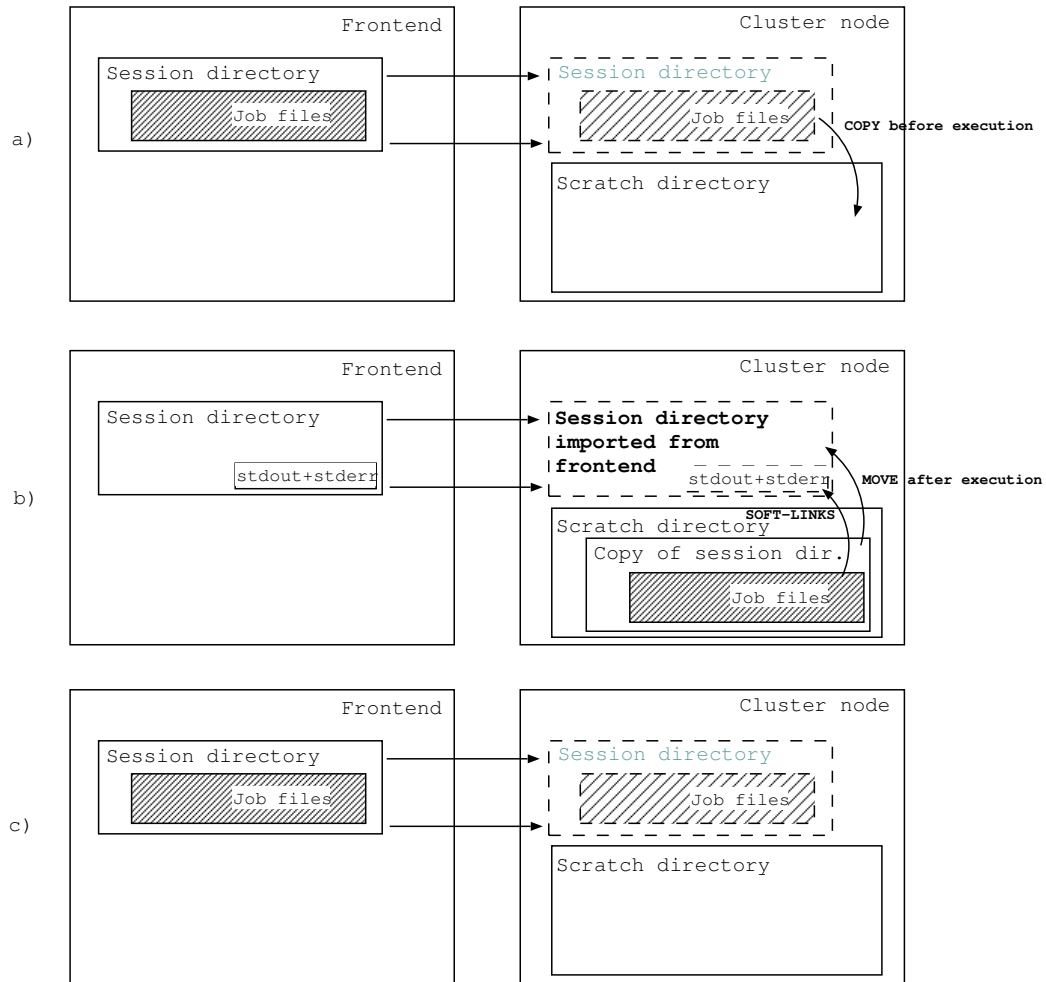 Frontend
Cluster node
Session directory
Session directory
Job files
Job files
a)
COPY before execution
Scratch directory
Frontend
Cluster node
Session directory
Session directory
imported from
frontend
stdout+stderr
stdout+stderr
MOVE after execution
b)
SOFT-LINKS
Scratch directory
Copy of session dir.
Job files
Frontend
Cluster node
Session directory
Session directory
Job files
Job files
c)
Scratch directory